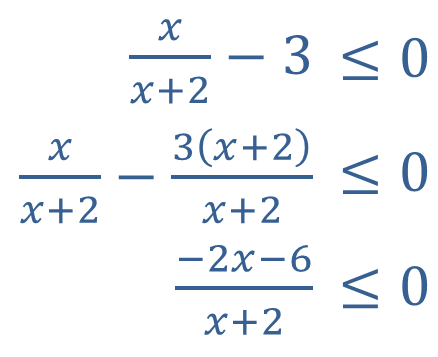 x/(x+2) − 3 ≤ 0
x/(x+2) − 3(x+2)/(x+2) ≤ 0
(−2x−6)/(x+2) ≤ 0